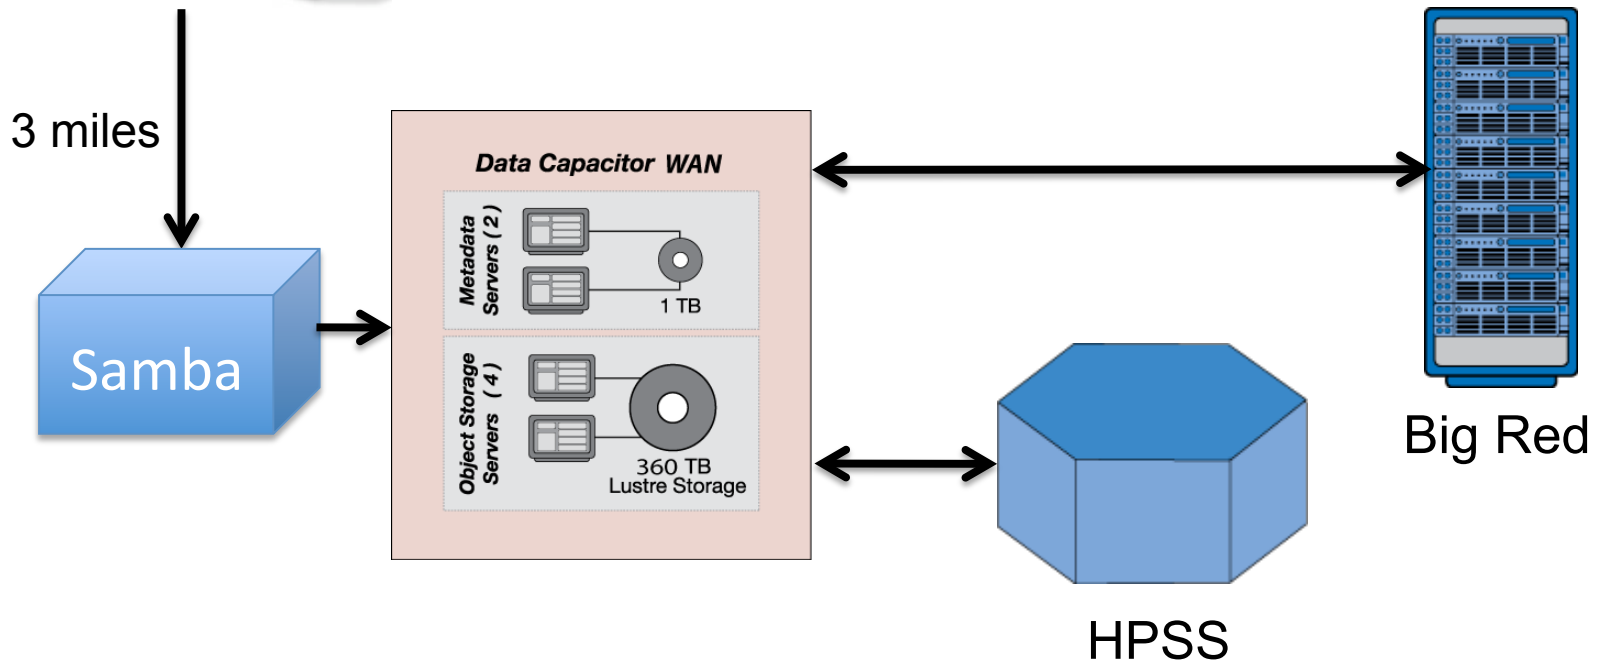 3 miles
Samba
Data Capacitor WAN
Metadata
Servers (2)
1 TB
Object Storage
Servers (4)
360 TB
Lustre Storage
Big Red
HPSS